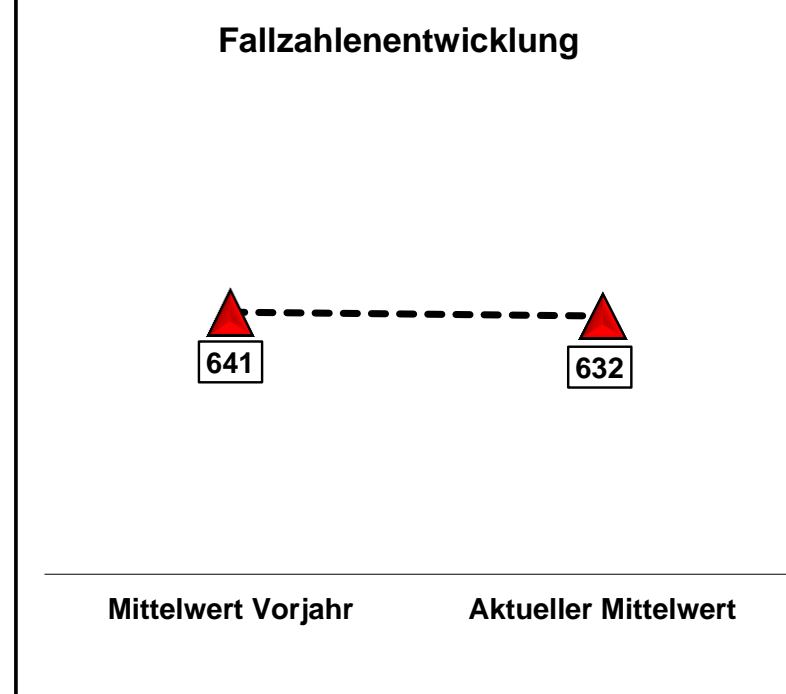 Fallzahlenentwicklung
641
632
Mittelwert Vorjahr
Aktueller Mittelwert